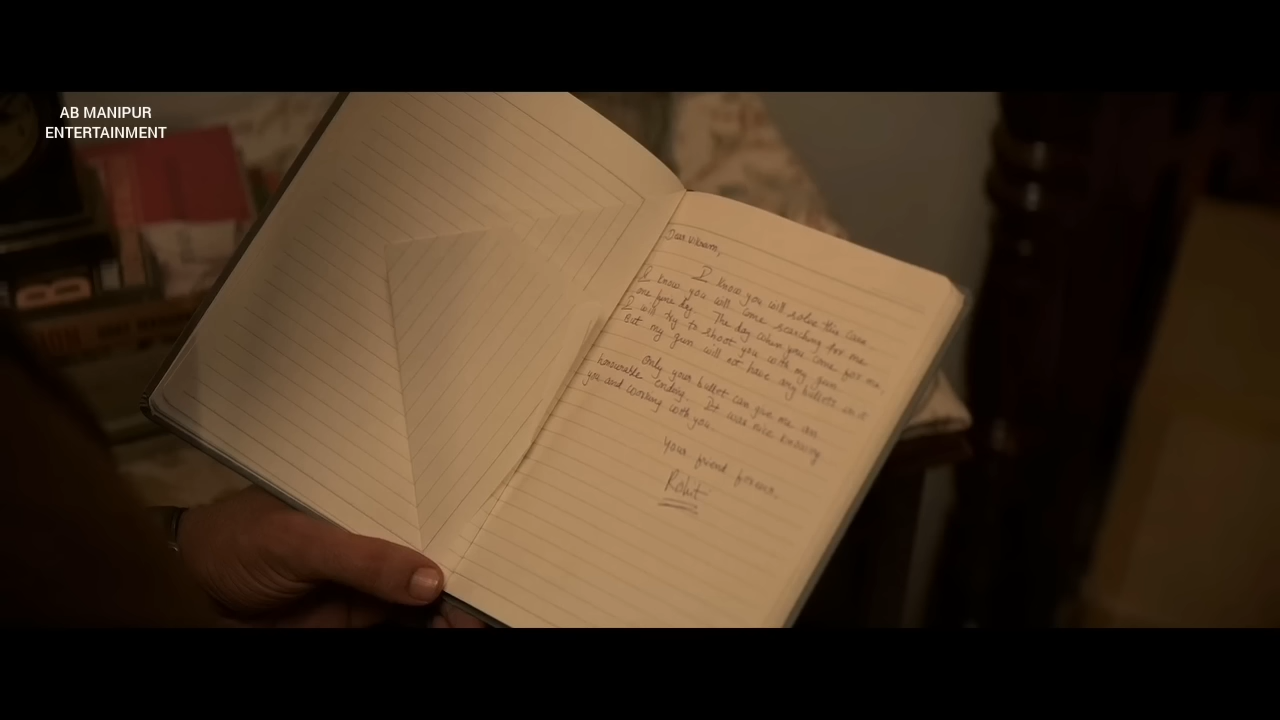 AB MANIPUR
ENTERTAINMENT
Dear Vikram,
I know you will solve this case.
I know you will come searching for me
one fine day. The day when you come for me,
I will try to shoot you with my gun.
But my gun will not have any bullets in it
Only your bullet can give me an
honourable ending. It was nice knowing
you and working with you.
Your friend forever
Rohit